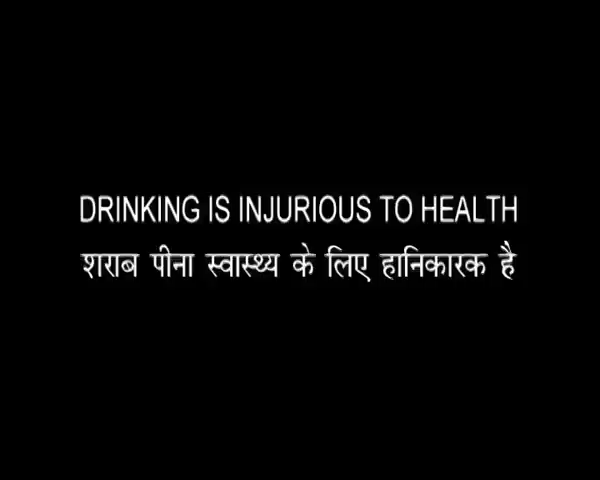 DRINKING IS INJURIOUS TO HEALTH
शराब पीना स्वास्थ्य के लिए हानिकारक है